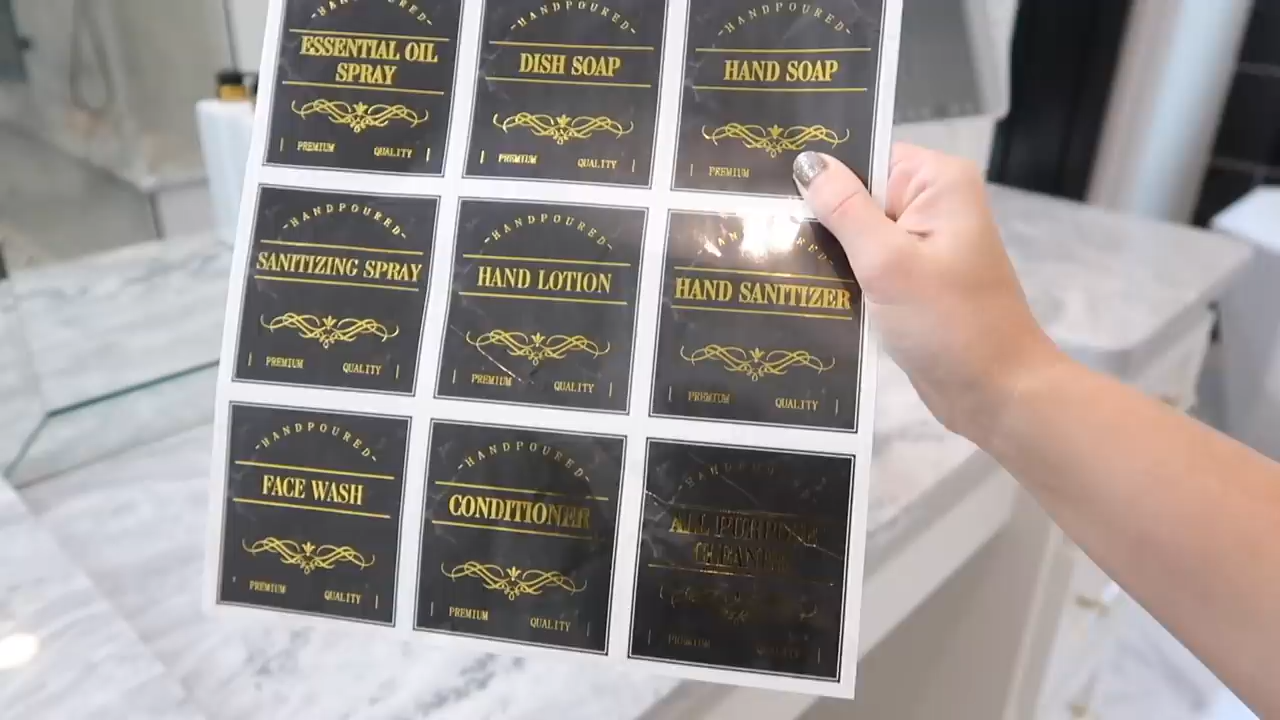 -HANDPOURED-
ESSENTIAL OIL
SPRAY
| PREMIUM QUALITY |
-HANDPOURED-
DISH SOAP
| PREMIUM QUALITY |
-HANDPOURED-
HAND SOAP
| PREMIUM
-HANDPOURED-
SANITIZING SPRAY
| PREMIUM QUALITY |
-HANDPOURED-
HAND LOTION
| PREMIUM QUALITY |
HAND SANITIZER
| PREMIUM QUALITY |
-HANDPOURED-
FACE WASH
PREMIUM QUALITY |
-HANDPOURED-
CONDITIONER
| PREMIUM QUALITY |
ALL PURPOSE
CLEANER
| PREMIUM